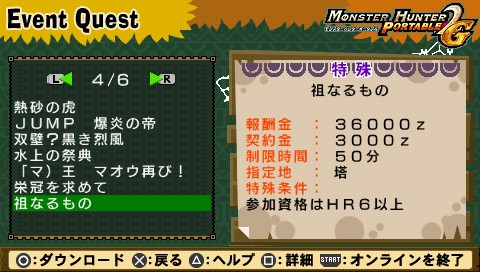 Event Quest
MONSTER HUNTER
PORTABLE 2nd G
L 4/6 R
熱砂の虎
JUMP 爆炎の帝
双壁?黒き烈風
水上の祭典
「マ)王 マオウ再び!
栄冠を求めて
祖なるもの
特殊
祖なるもの
報酬金 : 36000z
契約金 : 3000z
制限時間: 50分
指定地 : 塔
特殊条件:
参加資格はHR6以上
◎:ダウンロード ⊗:戻る △:ヘルプ □:詳細 START:オンラインを終了